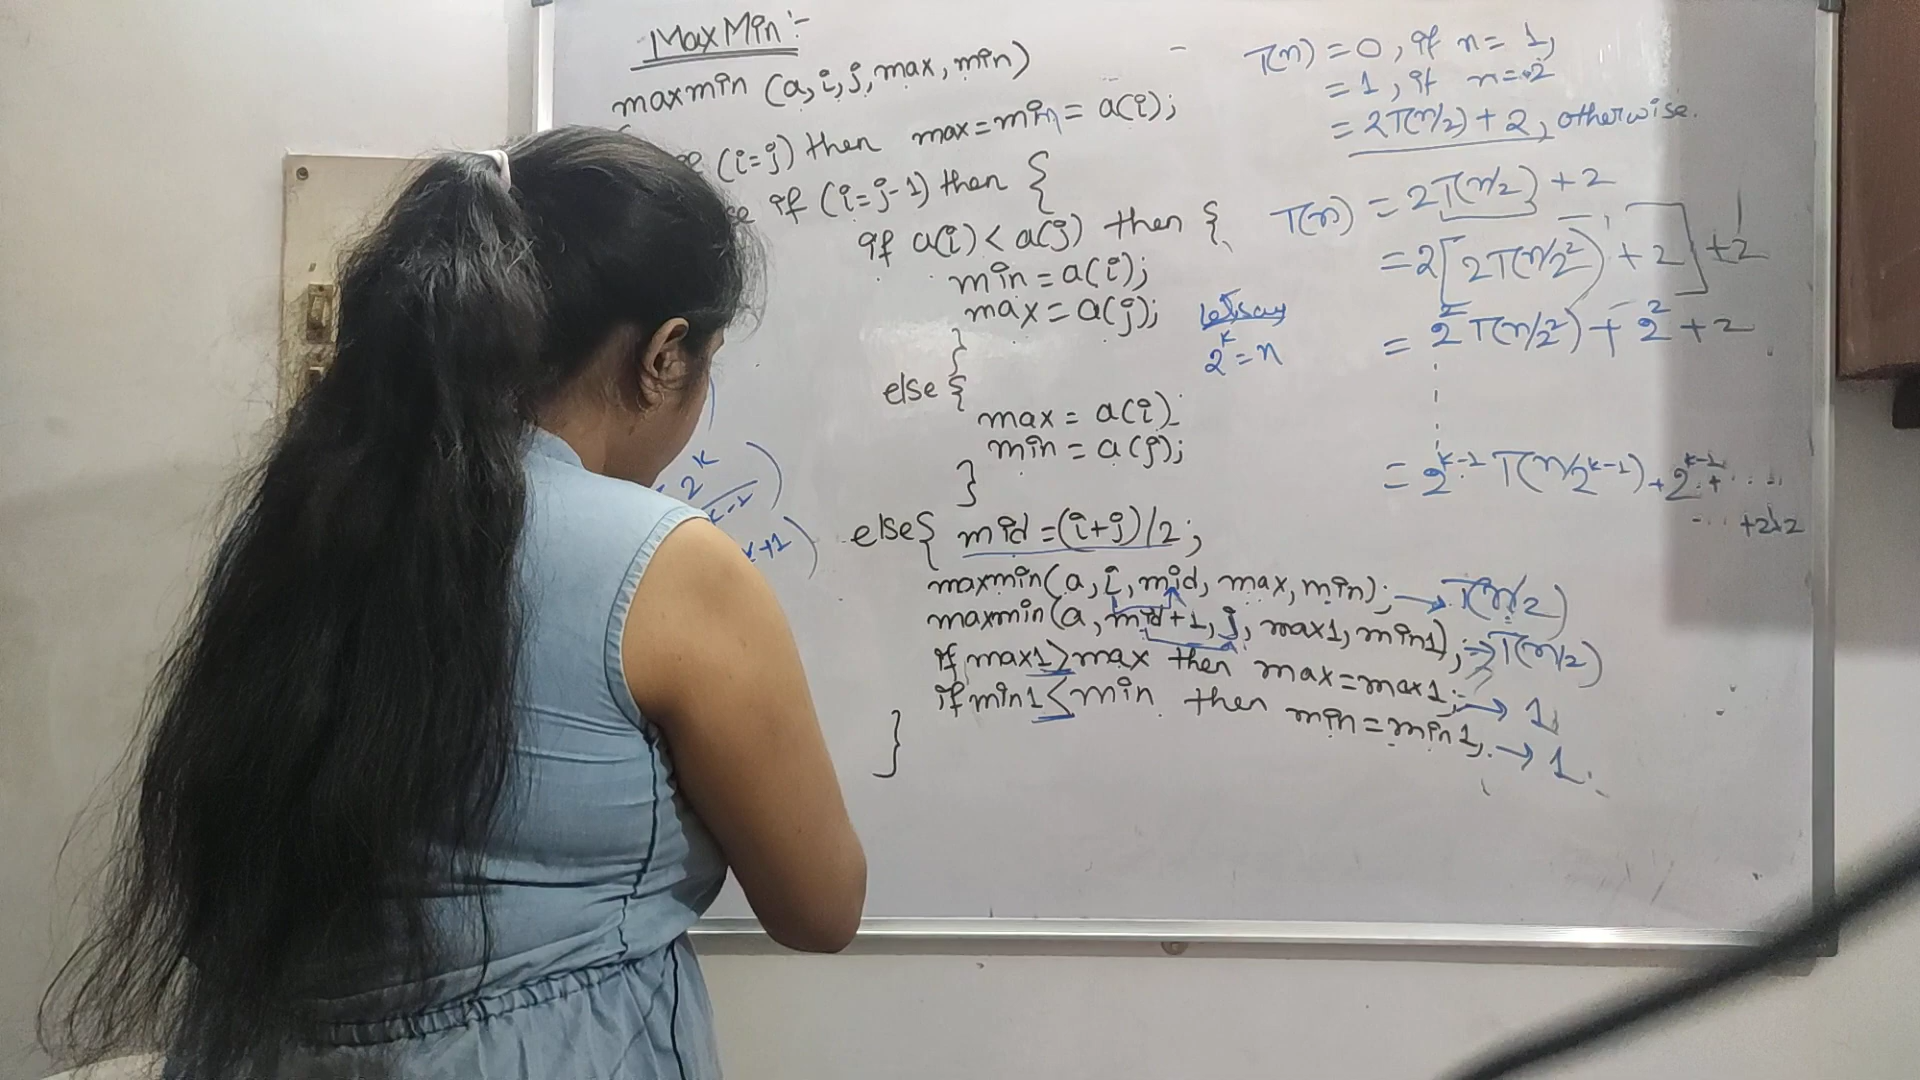 MaxMin :-
maxmin (a, i, j, max, min)
(i=j) then max=min= a(i);
if (i=j-1) then {
if a(i) < a(j) then {
min = a(i);
max = a(j);
}
else {
max = a(i);
min = a(j);
}
else{ mid =(i+j)/2;
maxmin(a, i, mid, max, min); → T(n/2)
maxmin(a, mid+1, j, max1, min1); → T(n/2)
if max1 > max then max=max1; → 1
if min1 < min then min = min1; → 1.
}
T(n) = 0, if n= 1,
= 1, if n=2
= 2T(n/2) + 2, otherwise.
T(n) = 2T(n/2) + 2
= 2[2T(n/2²) + 2] +2
= 2² T(n/2²) + 2² + 2
let's say
2^k = n
= 2^k-1 T(n/2^k-1) + 2^k-1 + ....
... +2
2^k
k+1)